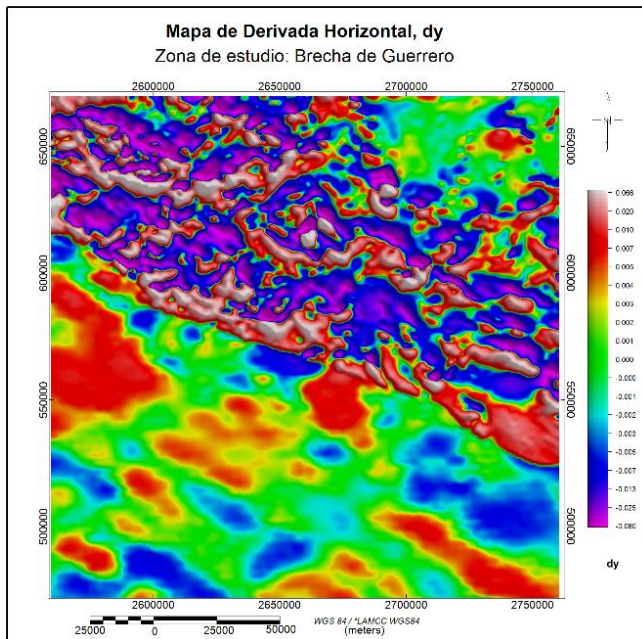 Mapa de Derivada Horizontal, dy
Zona de estudio: Brecha de Guerrero
2600000 2650000 2700000 2750000
650000 650000
600000 600000
550000 550000
500000 500000
2600000 2650000 2700000 2750000
0.066
0.020
0.010
0.007
0.005
0.004
0.003
0.002
0.001
0.000
-0.000
-0.001
-0.002
-0.003
-0.005
-0.007
-0.013
-0.025
-0.080
dy
25000 0 25000 50000
WGS 84 / *LAMCC WGS84
(meters)